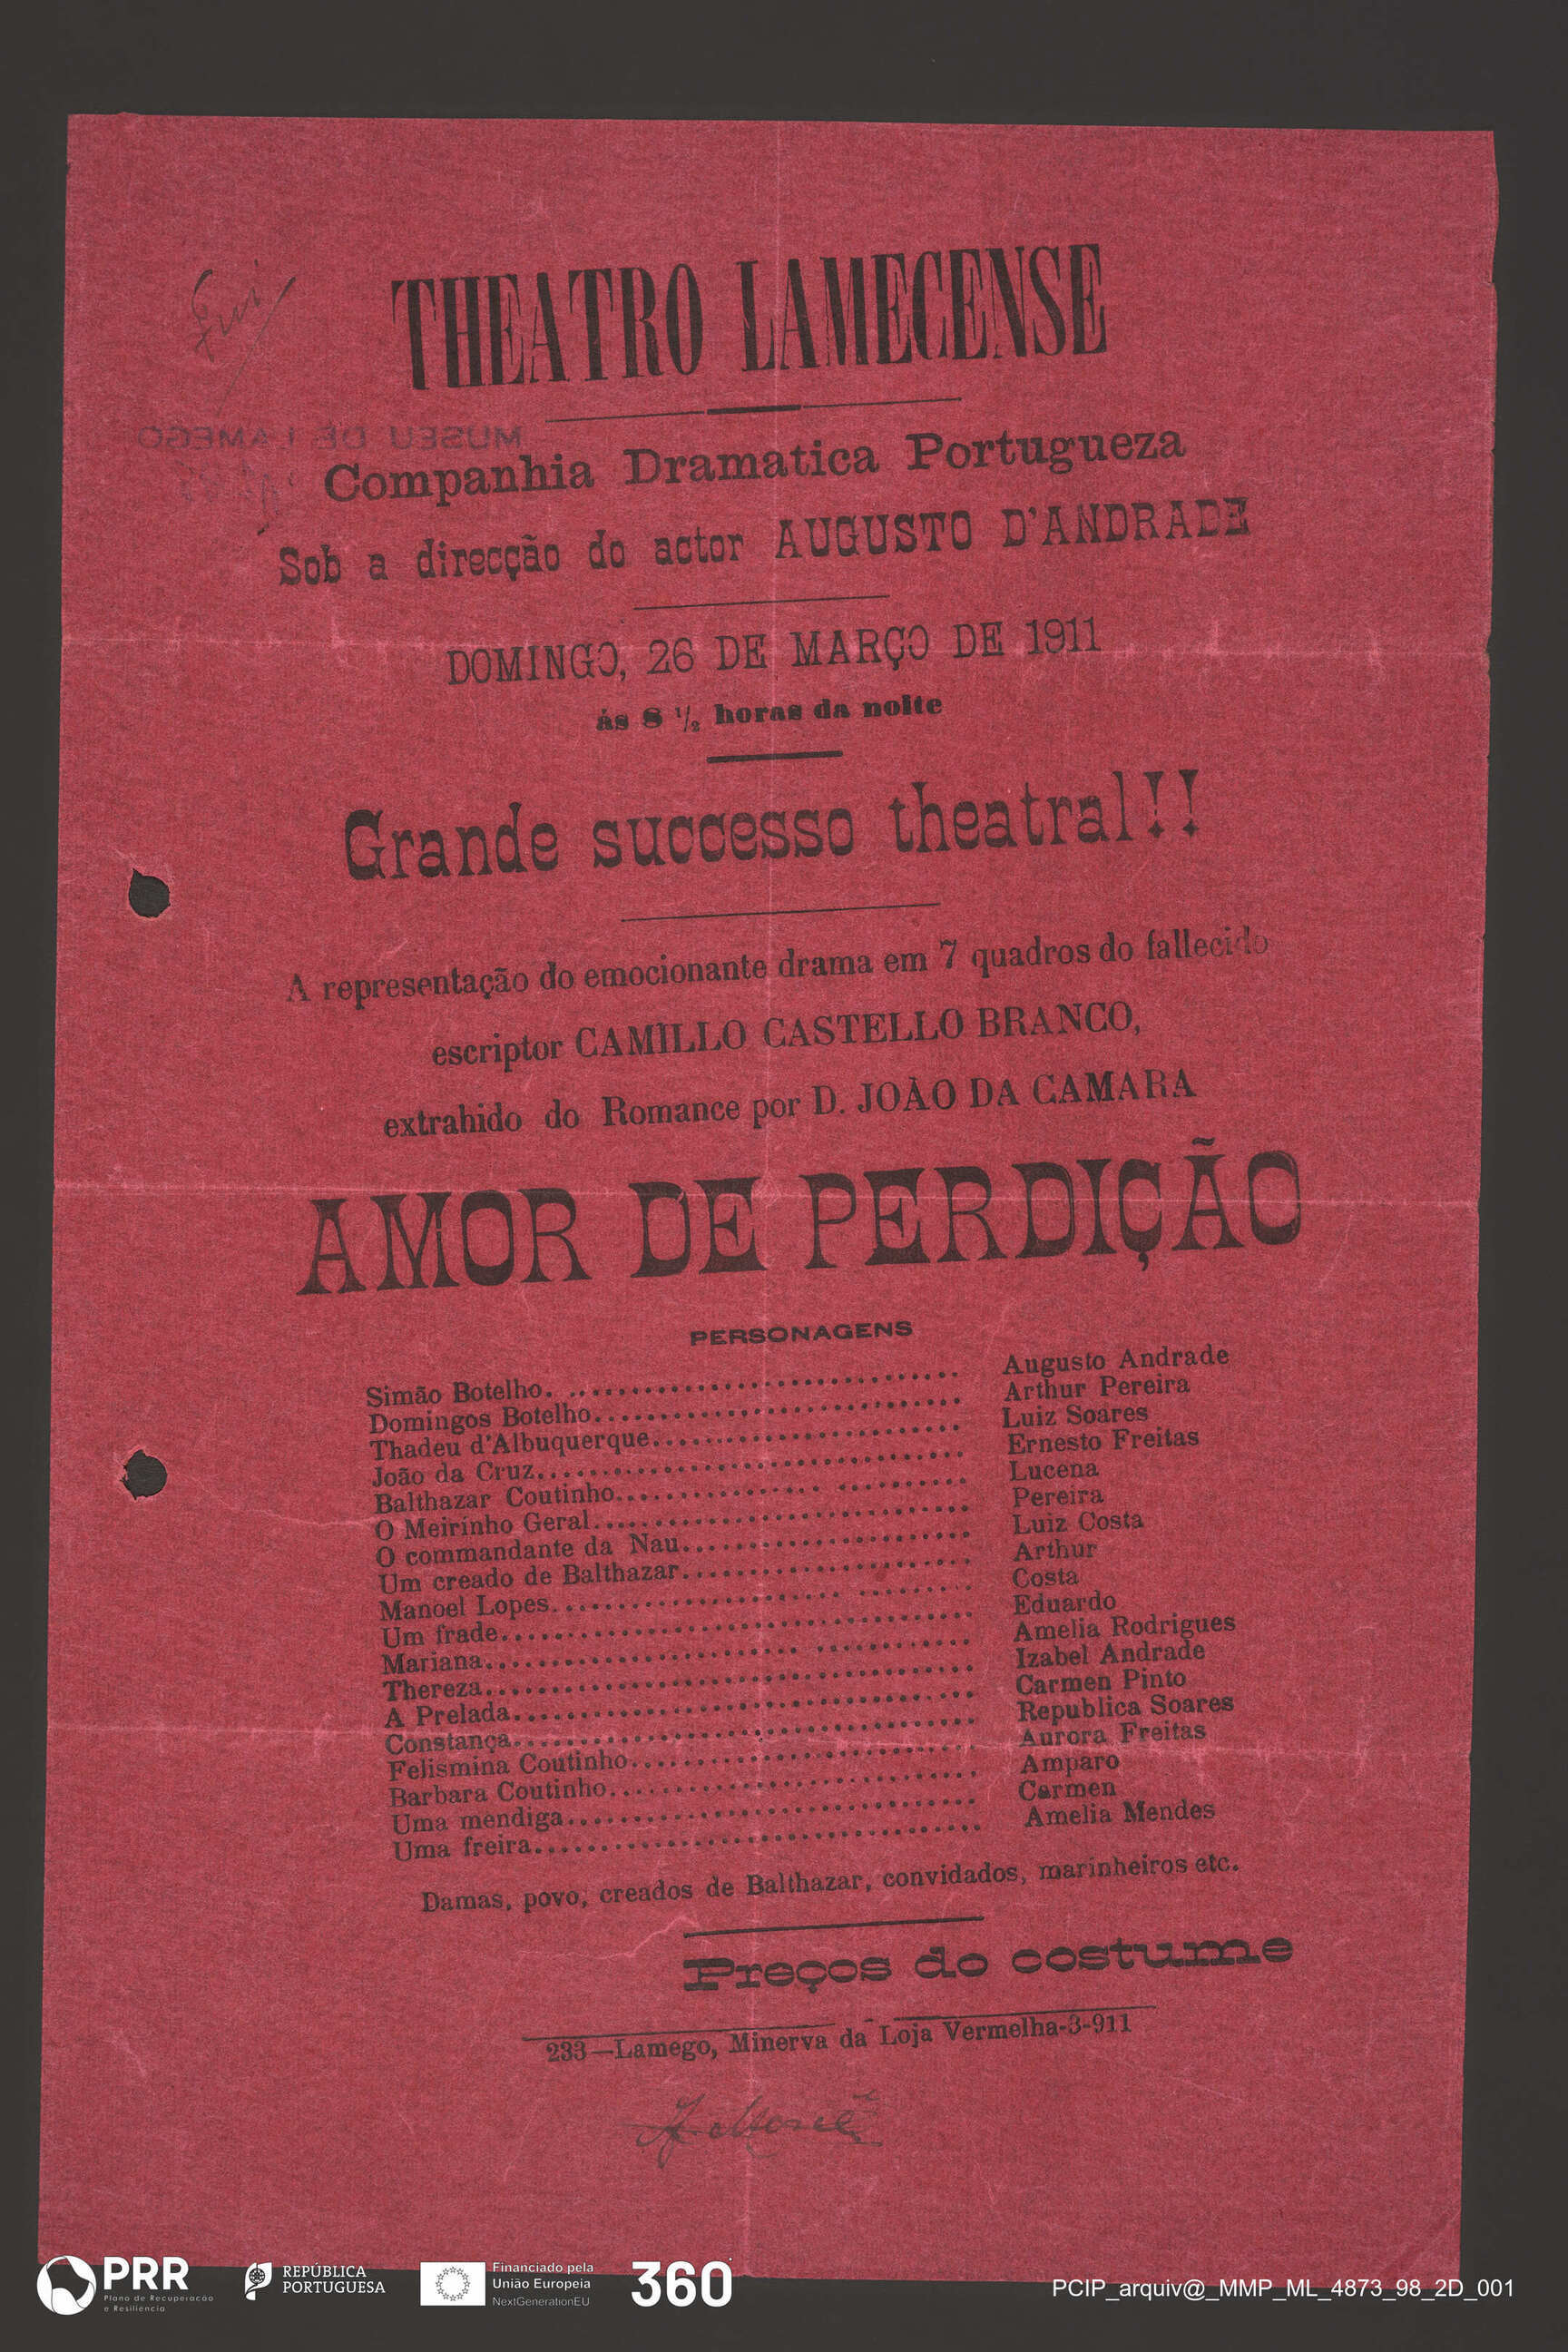 Fui
THEATRO LAMECENSE
MUSEU DE LAMEGO
Companhia Dramatica Portugueza
Sob a direcção do actor AUGUSTO D'ANDRADE
DOMINGO, 26 DE MARÇO DE 1911
ás 8 1/2 horas da noite
Grande successo theatral!!
A representação do emocionante drama em 7 quadros do fallecido
escriptor CAMILLO CASTELLO BRANCO,
extrahido do Romance por D. JOÃO DA CAMARA
AMOR DE PERDIÇÃO
PERSONAGENS
Simão Botelho. .............................. Augusto Andrade
Domingos Botelho.............................. Arthur Pereira
Thadeu d'Albuquerque.............................. Luiz Soares
João da Cruz.............................. Ernesto Freitas
Balthazar Coutinho.............................. Lucena
O Meirinho Geral.............................. Pereira
O commandante da Nau.............................. Luiz Costa
Um creado de Balthazar.............................. Arthur
Manoel Lopes.............................. Costa
Um frade.............................. Eduardo
Mariana.............................. Amelia Rodrigues
Thereza.............................. Izabel Andrade
A Prelada.............................. Carmen Pinto
Constança.............................. Republica Soares
Felismina Coutinho.............................. Aurora Freitas
Barbara Coutinho.............................. Amparo
Uma mendiga.............................. Carmen
Uma freira.............................. Amelia Mendes
Damas, povo, creados de Balthazar, convidados, marinheiros etc.
Preços do costume
233—Lamego, Minerva da Loja Vermelha-3-911
PRR
Plano de Recuperação
e Resiliência
REPÚBLICA
PORTUGUESA
Financiado pela
União Europeia
NextGenerationEU
360
PCIP_arquiv@_MMP_ML_4873_98_2D_001